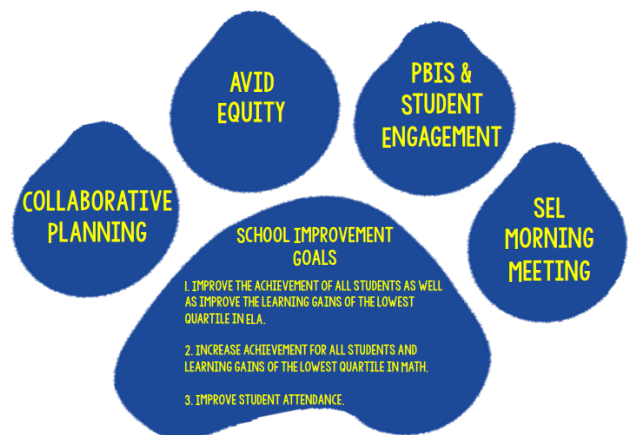 AVID
EQUITY
PBIS &
STUDENT
ENGAGEMENT
COLLABORATIVE
PLANNING
SEL
MORNING
MEETING
SCHOOL IMPROVEMENT
GOALS
1. IMPROVE THE ACHIEVEMENT OF ALL STUDENTS AS WELL
AS IMPROVE THE LEARNING GAINS OF THE LOWEST
QUARTILE IN ELA.
2. INCREASE ACHIEVEMENT FOR ALL STUDENTS AND
LEARNING GAINS OF THE LOWEST QUARTILE IN MATH.
3. IMPROVE STUDENT ATTENDANCE.